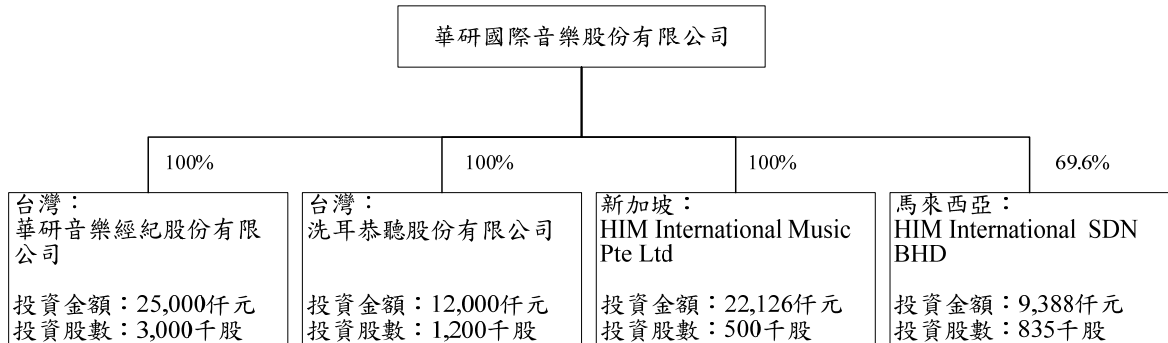 華研國際音樂股份有限公司
100%
100%
100%
69.6%
台灣：
華研音樂經紀股份有限
公司
投資金額：25,000仟元
投資股數：3,000千股
台灣：
洗耳恭聽股份有限公司
投資金額：12,000仟元
投資股數：1,200千股
新加坡：
HIM International Music
Pte Ltd
投資金額：22,126仟元
投資股數：500千股
馬來西亞：
HIM International SDN
BHD
投資金額：9,388仟元
投資股數：835千股